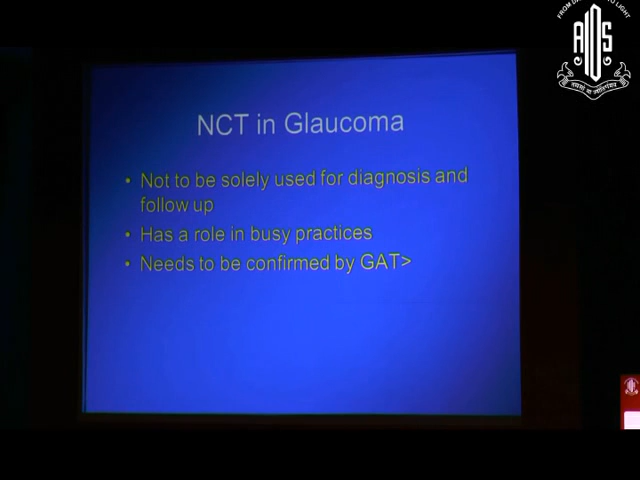 AIOS
NCT in Glaucoma
• Not to be solely used for diagnosis and
follow up
• Has a role in busy practices
• Needs to be confirmed by GAT>